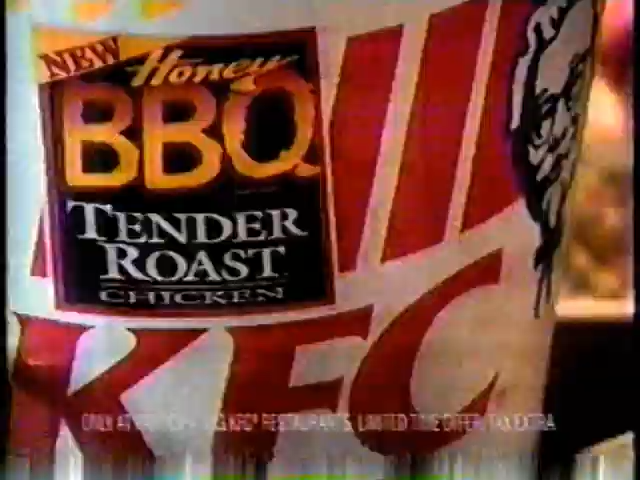 NEW
Honey
BBQ
TENDER
ROAST
CHICKEN
KFC
ONLY AT KFC® RESTAURANTS. LIMITED TIME OFFER. TAX EXTRA